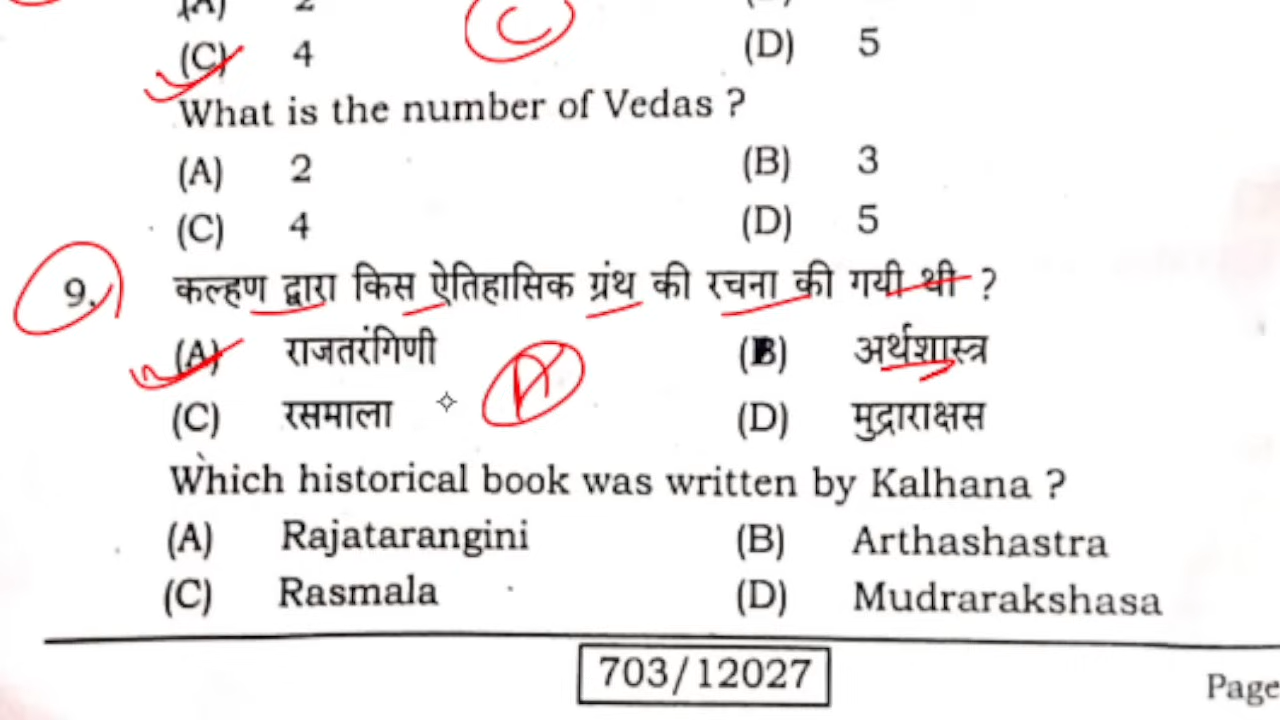 (A) 2
(C) 4 C (D) 5
What is the number of Vedas ?
(A) 2 (B) 3
(C) 4 (D) 5
9. कल्हण द्वारा किस ऐतिहासिक ग्रंथ की रचना की गयी थी ?
(A) राजतरंगिणी A (B) अर्थशास्त्र
(C) रसमाला (D) मुद्राराक्षस
Which historical book was written by Kalhana ?
(A) Rajatarangini (B) Arthashastra
(C) Rasmala (D) Mudrarakshasa
703/12027
Page